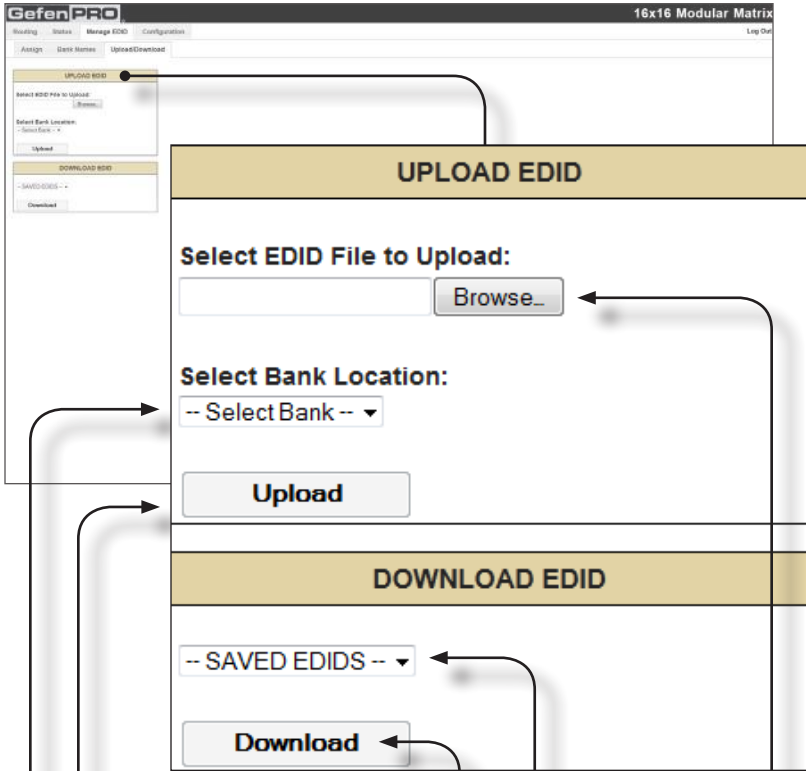 GefenPRO 16x16 Modular Matrix
Routing Status Manage EDID Configuration Log Out
Assign Bank Names Upload/Download
UPLOAD EDID
Select EDID File to Upload:
Browse...
Select Bank Location:
-- Select Bank --
Upload
DOWNLOAD EDID
-- SAVED EDIDS --
Download
UPLOAD EDID
Select EDID File to Upload:
Browse...
Select Bank Location:
-- Select Bank --
Upload
DOWNLOAD EDID
-- SAVED EDIDS --
Download